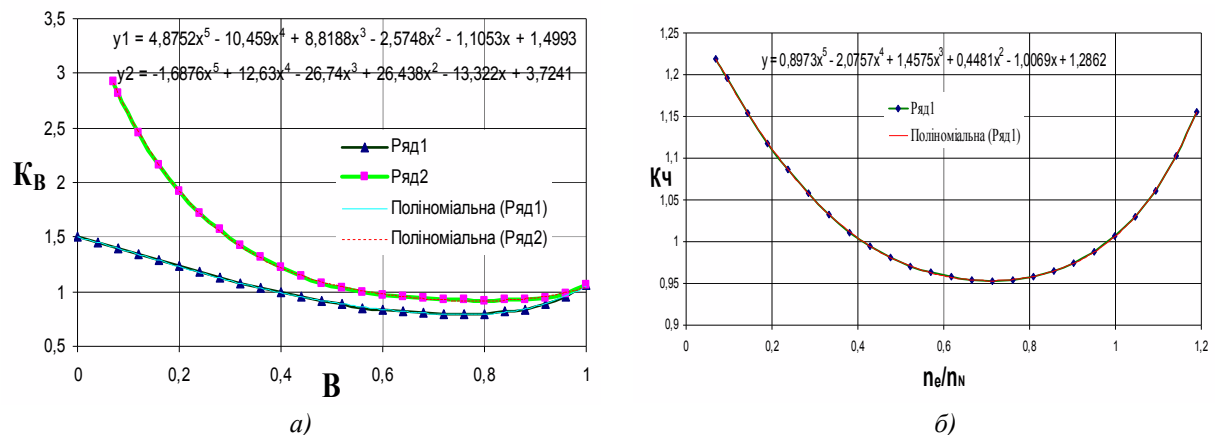 3,5
y1 = 4,8752x⁵ - 10,459x⁴ + 8,8188x³ - 2,5748x² - 1,1053x + 1,4993
3
y2 = -1,6876x⁵ + 12,63x⁴ - 26,74x³ + 26,438x² - 13,322x + 3,7241
2,5
Ряд1
КВ
2
Ряд2
Поліноміальна (Ряд1)
1,5
Поліноміальна (Ряд2)
1
0,5
0 0,2 0,4 0,6 0,8 1
В
а)
1,25
y = 0,8973x⁵ - 2,0757x⁴ + 1,4575x³ + 0,4481x² - 1,0069x + 1,2862
1,2
Ряд1
1,15
Поліноміальна (Ряд1)
1,1
Кч
1,05
1
0,95
0,9
0 0,2 0,4 0,6 0,8 1 1,2
nе/nN
б)